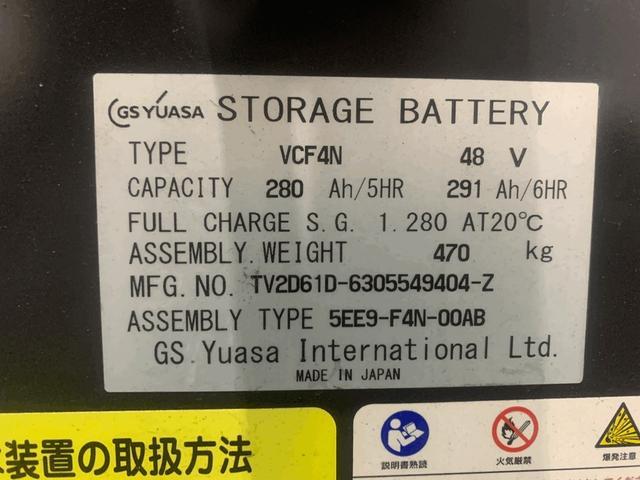 GS YUASA STORAGE BATTERY
TYPE VCF4N 48 V
CAPACITY 280 Ah/5HR 291 Ah/6HR
FULL CHARGE S.G. 1.280 AT20℃
ASSEMBLY.WEIGHT 470 kg
MFG.NO. TV2D61D-6305549404-Z
ASSEMBLY TYPE 5EE9-F4N-00AB
GS.Yuasa International Ltd.
MADE IN JAPAN
装置の取扱方法
説明書熟読 火気厳禁 爆発注意